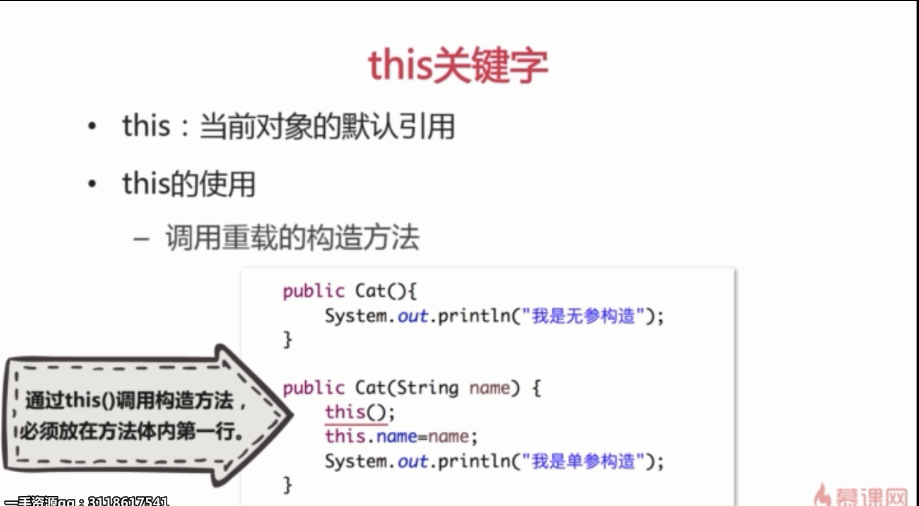 this关键字
• this：当前对象的默认引用
• this的使用
– 调用重载的构造方法
public Cat(){
System.out.println("我是无参构造");
}
public Cat(String name) {
this();
this.name=name;
System.out.println("我是单参构造");
}
通过this()调用构造方法，
必须放在方法体内第一行。
一手资源qq：3118617541
慕课网